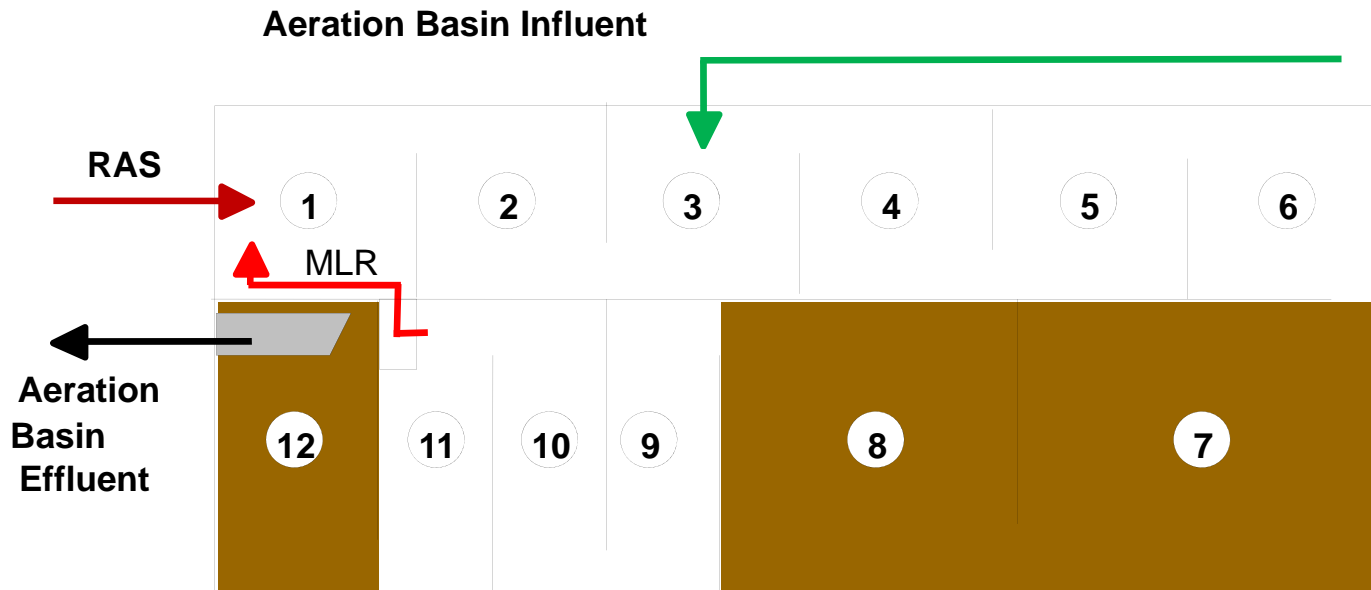 Aeration Basin Influent
RAS
1
2
3
4
5
6
MLR
Aeration
Basin
Effluent
12
11
10
9
8
7